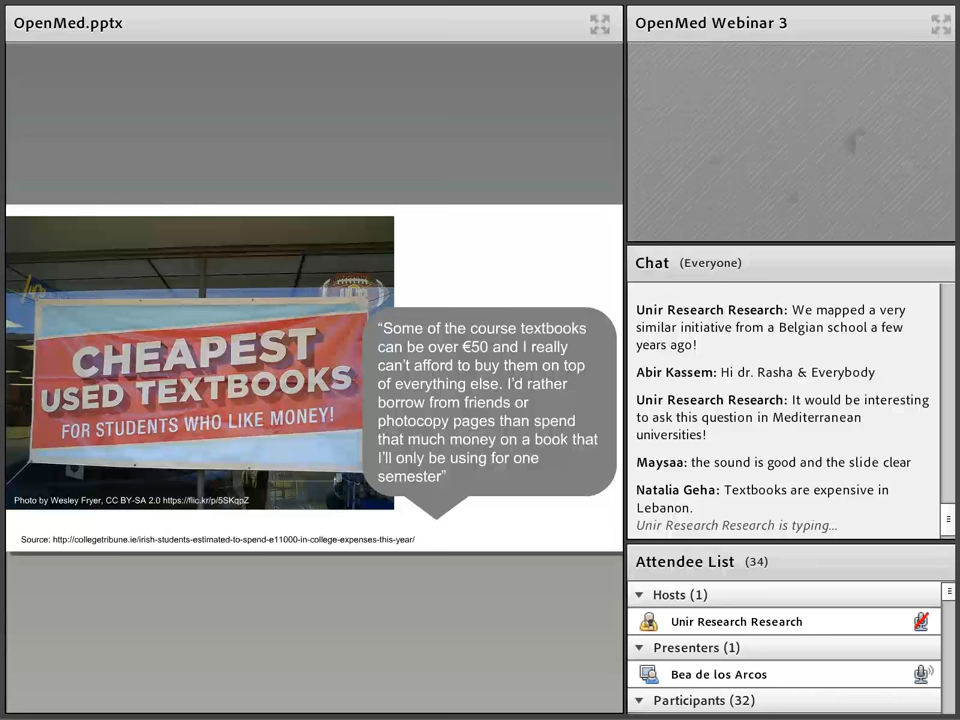 OpenMed.pptx
CHEAPEST
USED TEXTBOOKS
FOR STUDENTS WHO LIKE MONEY!
Photo by Wesley Fryer, CC BY-SA 2.0 https://flic.kr/p/5SKqpZ
“Some of the course textbooks
can be over €50 and I really
can’t afford to buy them on top
of everything else. I’d rather
borrow from friends or
photocopy pages than spend
that much money on a book that
I’ll only be using for one
semester”
Source: http://collegetribune.ie/irish-students-estimated-to-spend-e11000-in-college-expenses-this-year/
OpenMed Webinar 3
Chat (Everyone)
Unir Research Research: We mapped a very
similar initiative from a Belgian school a few
years ago!
Abir Kassem: Hi dr. Rasha & Everybody
Unir Research Research: It would be interesting
to ask this question in Mediterranean
universities!
Maysaa: the sound is good and the slide clear
Natalia Geha: Textbooks are expensive in
Lebanon.
Unir Research Research is typing...
Attendee List (34)
Hosts (1)
Unir Research Research
Presenters (1)
Bea de los Arcos
Participants (32)